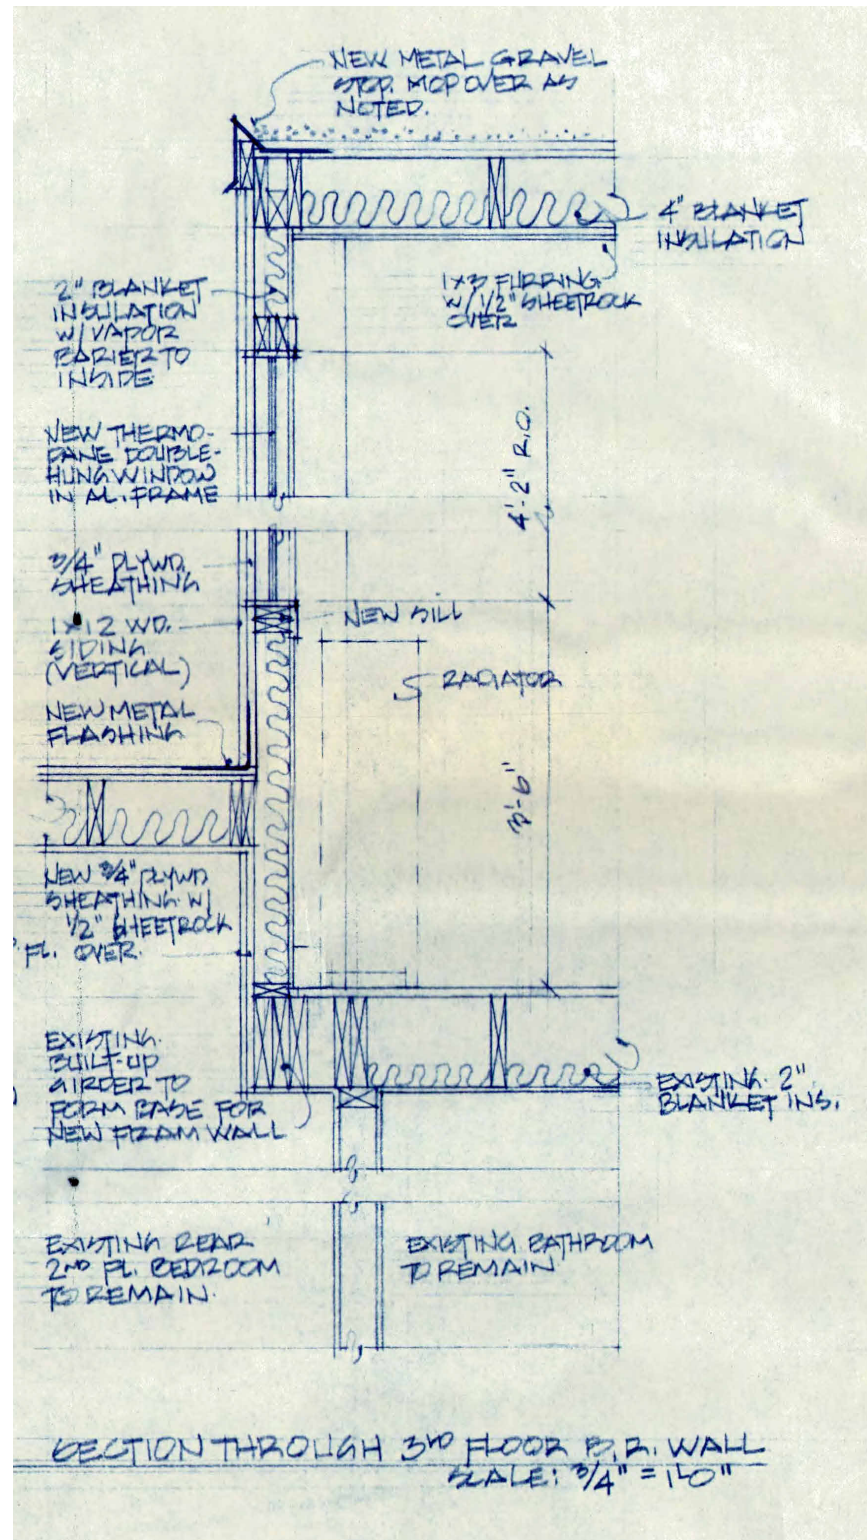 NEW METAL GRAVEL
STOP. MOP OVER AS
NOTED.
4" BLANKET
INSULATION
1x3 FURRING
W/ 1/2" SHEETROCK
OVER
2" BLANKET
INSULATION
W/ VAPOR
BARIER TO
INSIDE
NEW THERMO-
PANE DOUBLE-
HUNG WINDOW
IN AL. FRAME
4'-2" R.O.
3/4" PLYWD.
SHEATHING
1x12 WD.
SIDING
(VERTICAL)
NEW METAL
FLASHING
NEW SILL
RADIATOR
3'-6"
NEW 3/4" PLYWD
SHEATHING W/
1/2" SHEETROCK
FL. OVER.
EXISTING
BUILT-UP
GIRDER TO
FORM BASE FOR
NEW FRAM WALL
EXISTING 2"
BLANKET INS.
EXISTING REAR
2ND FL. BEDROOM
TO REMAIN.
EXISTING BATHROOM
TO REMAIN
SECTION THROUGH 3RD FLOOR B.R. WALL
SCALE: 3/4" = 1'-0"